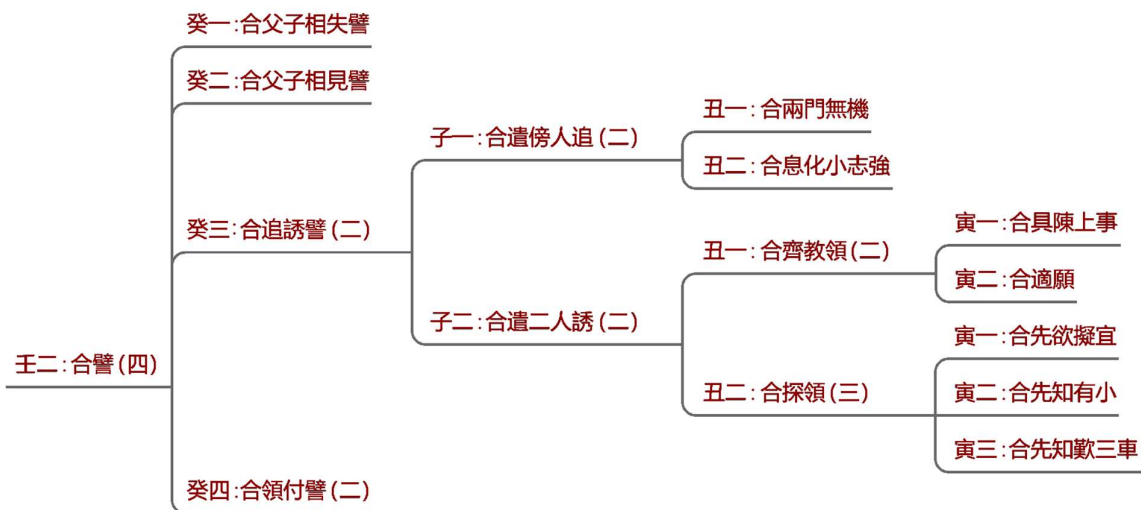 壬二:合譬(四)
癸一:合父子相失譬
癸二:合父子相見譬
癸三:合追誘譬(二)
子一:合遣傍人追(二)
丑一:合兩門無機
丑二:合息化小志強
子二:合遣二人誘(二)
丑一:合齊教領(二)
寅一:合具陳上事
寅二:合適願
丑二:合探領(三)
寅一:合先欲擬宜
寅二:合先知有小
寅三:合先知歎三車
癸四:合領付譬(二)